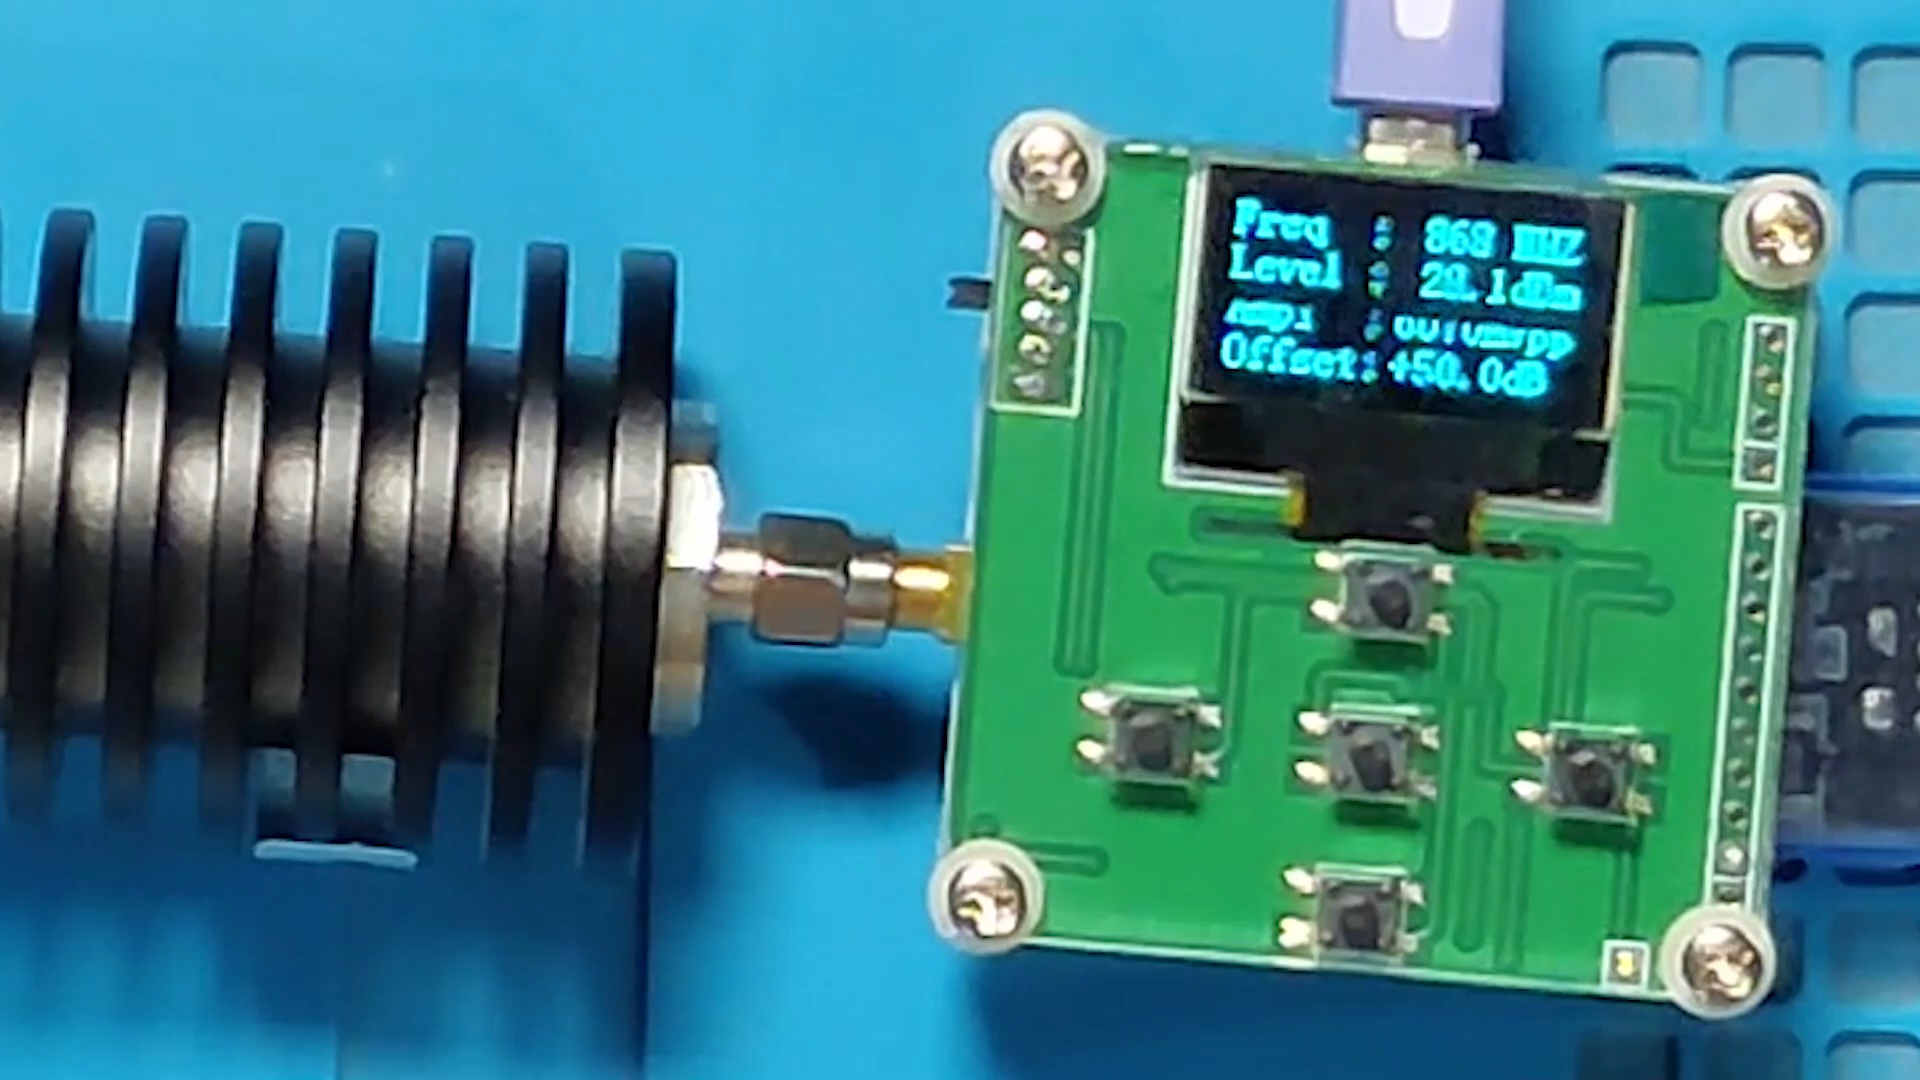 Freq : 868 MHZ
Level : 28.1dBm
Offset:+50.0dB